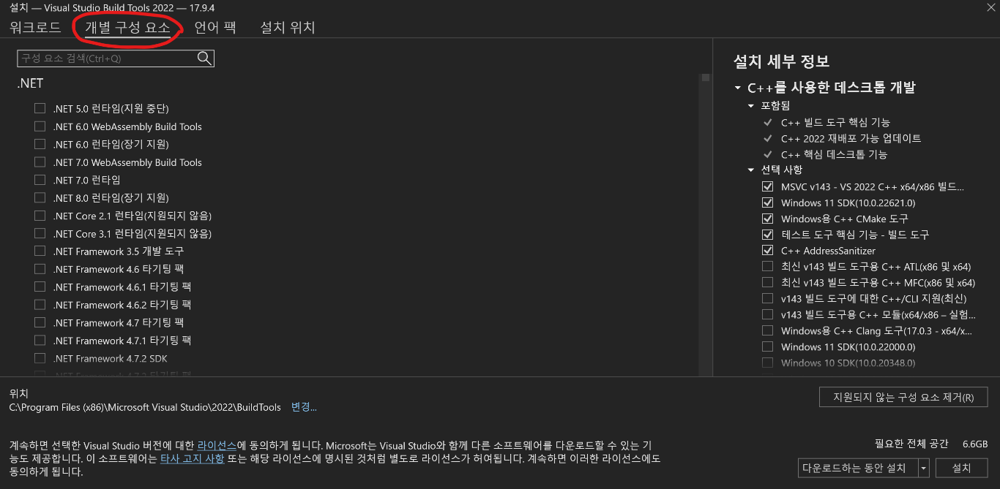 설치 — Visual Studio Build Tools 2022 — 17.9.4
워크로드 개별 구성 요소 언어 팩 설치 위치
구성 요소 검색(Ctrl+Q)
.NET
.NET 5.0 런타임(지원 중단)
.NET 6.0 WebAssembly Build Tools
.NET 6.0 런타임(장기 지원)
.NET 7.0 WebAssembly Build Tools
.NET 7.0 런타임
.NET 8.0 런타임(장기 지원)
.NET Core 2.1 런타임(지원되지 않음)
.NET Core 3.1 런타임(지원되지 않음)
.NET Framework 3.5 개발 도구
.NET Framework 4.6 타기팅 팩
.NET Framework 4.6.1 타기팅 팩
.NET Framework 4.6.2 타기팅 팩
.NET Framework 4.7 타기팅 팩
.NET Framework 4.7.1 타기팅 팩
.NET Framework 4.7.2 SDK
.NET Framework 4.7.2 타기팅 팩
설치 세부 정보
C++를 사용한 데스크톱 개발
포함됨
C++ 빌드 도구 핵심 기능
C++ 2022 재배포 가능 업데이트
C++ 핵심 데스크톱 기능
선택 사항
MSVC v143 - VS 2022 C++ x64/x86 빌드...
Windows 11 SDK(10.0.22621.0)
Windows용 C++ CMake 도구
테스트 도구 핵심 기능 - 빌드 도구
C++ AddressSanitizer
최신 v143 빌드 도구용 C++ ATL(x86 및 x64)
최신 v143 빌드 도구용 C++ MFC(x86 및 x64)
v143 빌드 도구에 대한 C++/CLI 지원(최신)
v143 빌드 도구용 C++ 모듈(x64/x86 – 실험...
Windows용 C++ Clang 도구(17.0.3 - x64/x...
Windows 11 SDK(10.0.22000.0)
Windows 10 SDK(10.0.20348.0)
위치
C:\Program Files (x86)\Microsoft Visual Studio\2022\BuildTools 변경...
지원되지 않는 구성 요소 제거(R)
계속하면 선택한 Visual Studio 버전에 대한 라이선스에 동의하게 됩니다. Microsoft는 Visual Studio와 함께 다른 소프트웨어를 다운로드할 수 있는 기
능도 제공합니다. 이 소프트웨어는 타사 고지 사항 또는 해당 라이선스에 명시된 것처럼 별도로 라이선스가 허여됩니다. 계속하면 이러한 라이선스에도
동의하게 됩니다.
필요한 전체 공간 6.6GB
다운로드하는 동안 설치 설치